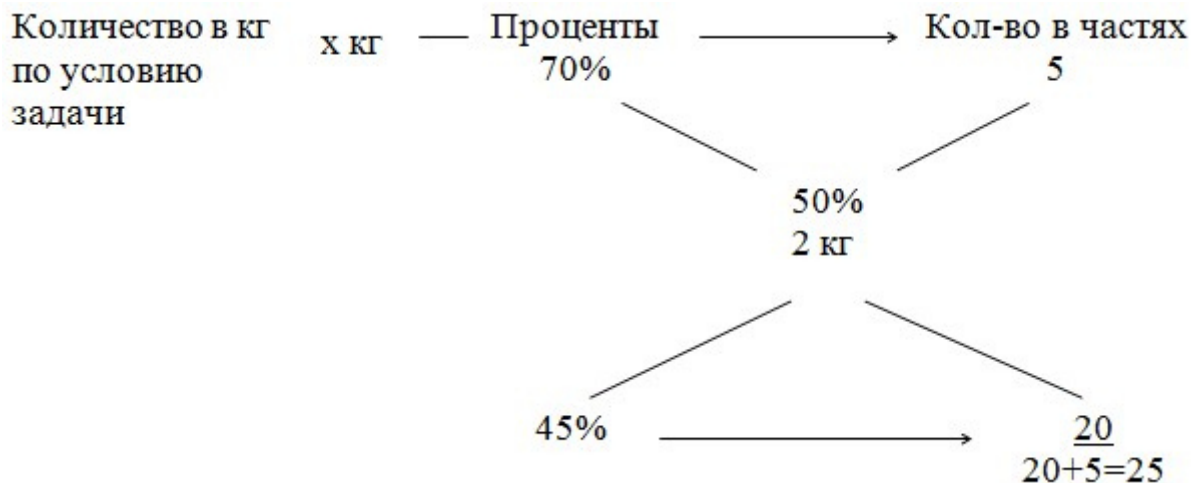 Количество в кг
по условию
задачи
х кг
Проценты
70%
Кол-во в частях
5
50%
2 кг
45%
20
20+5=25